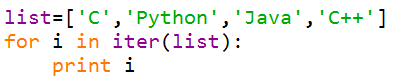 list=['C','Python','Java','C++']
for i in iter(list):
    print i